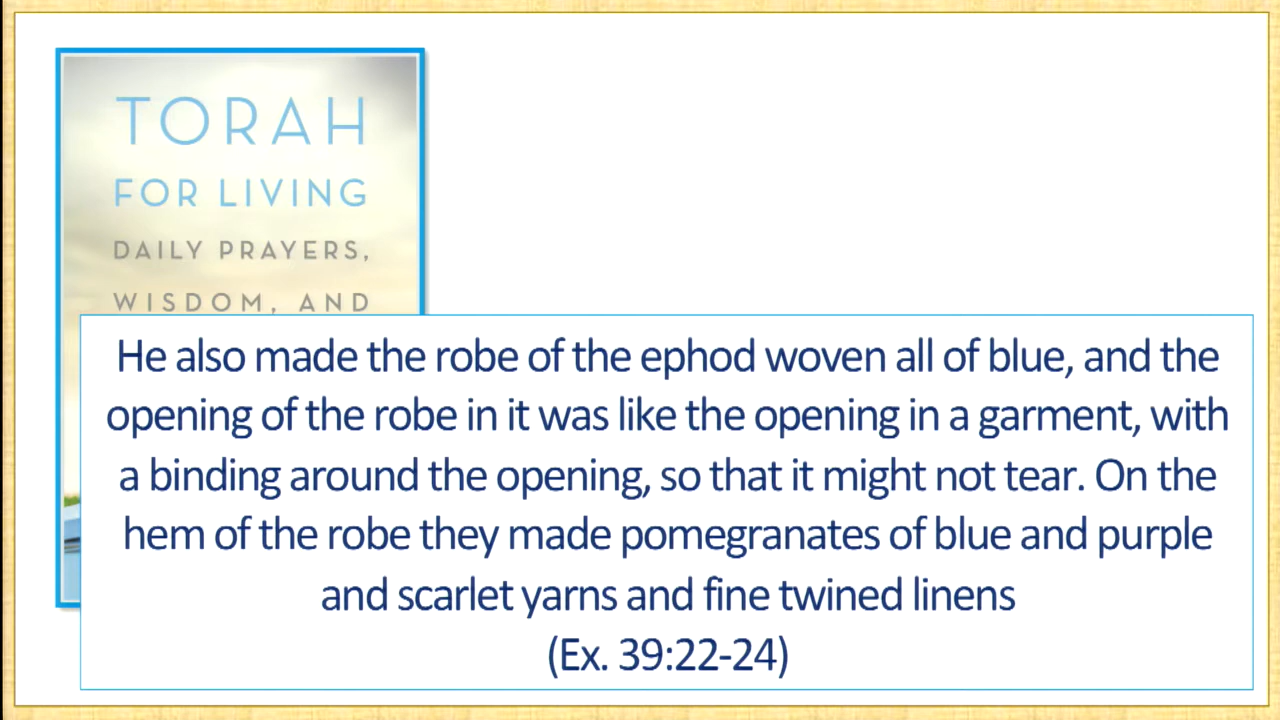 TORAH
FOR LIVING
DAILY PRAYERS,
WISDOM, AND
He also made the robe of the ephod woven all of blue, and the
opening of the robe in it was like the opening in a garment, with
a binding around the opening, so that it might not tear. On the
hem of the robe they made pomegranates of blue and purple
and scarlet yarns and fine twined linens
(Ex. 39:22-24)